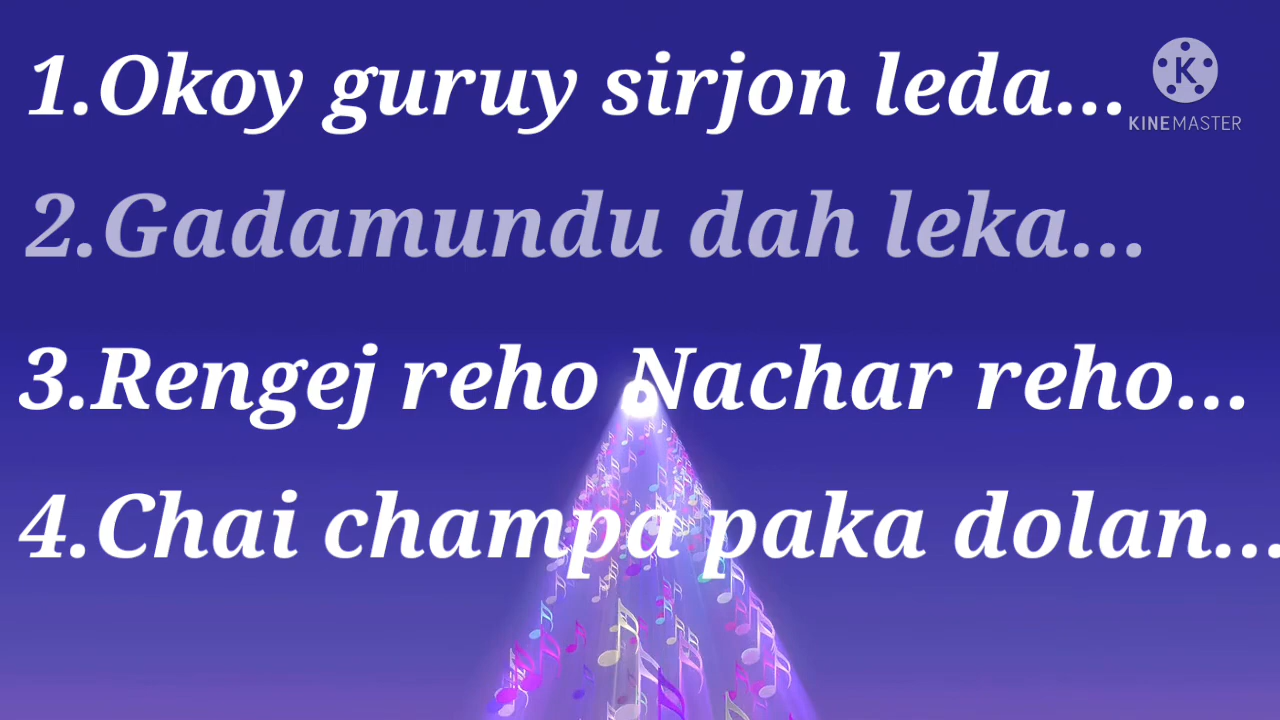 1.Okoy guruy sirjon leda...
KINEMASTER
2.Gadamundu dah leka...
3.Rengej reho Nachar reho...
4.Chai champa paka dolan...